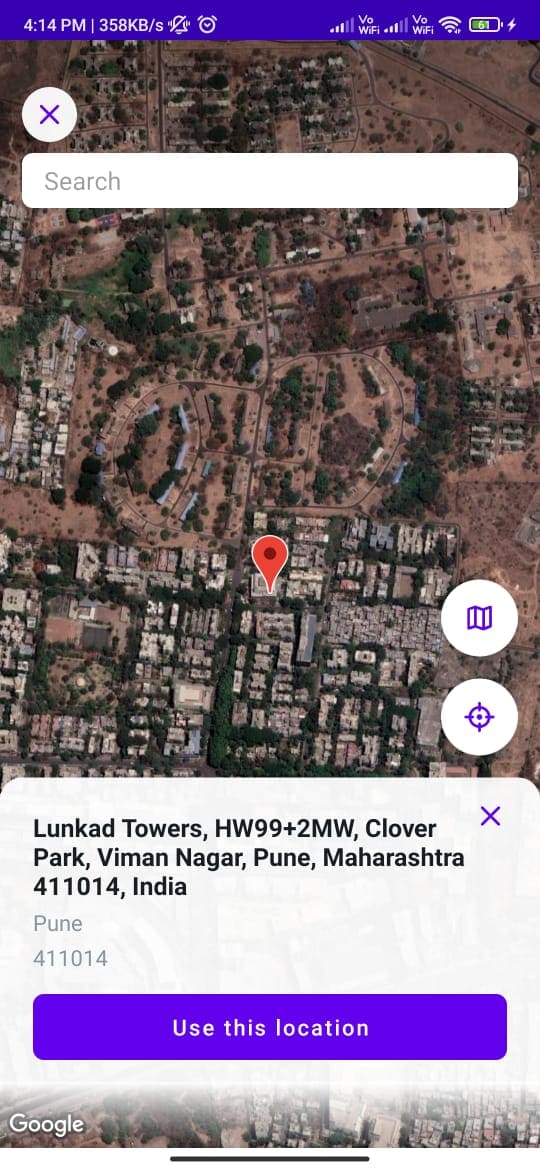 4:14 PM | 358KB/s
Vo WiFi Vo WiFi 61
Search
Lunkad Towers, HW99+2MW, Clover
Park, Viman Nagar, Pune, Maharashtra
411014, India
Pune
411014
Use this location
Google